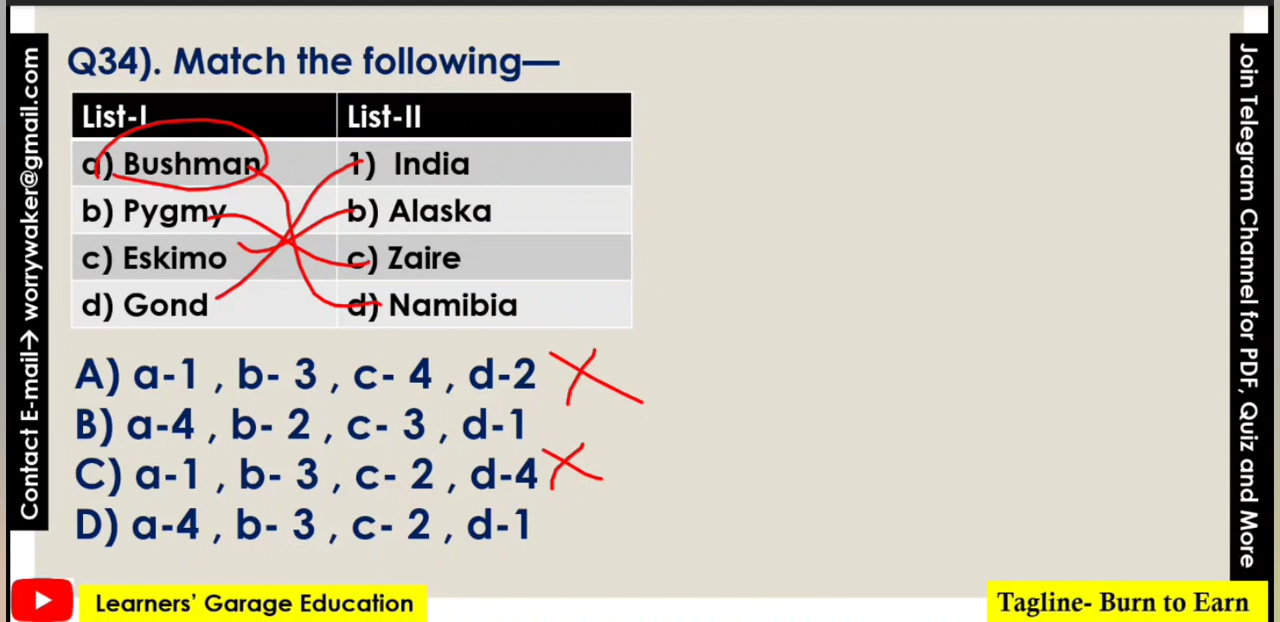 Q34). Match the following—
List-I List-II
a) Bushman 1) India
b) Pygmy b) Alaska
c) Eskimo c) Zaire
d) Gond d) Namibia
A) a-1 , b- 3 , c- 4 , d-2
B) a-4 , b- 2 , c- 3 , d-1
C) a-1 , b- 3 , c- 2 , d-4
D) a-4 , b- 3 , c- 2 , d-1
Contact E-mail→ worrywaker@gmail.com
Join Telegram Channel for PDF, Quiz and More
Learners’ Garage Education
Tagline- Burn to Earn